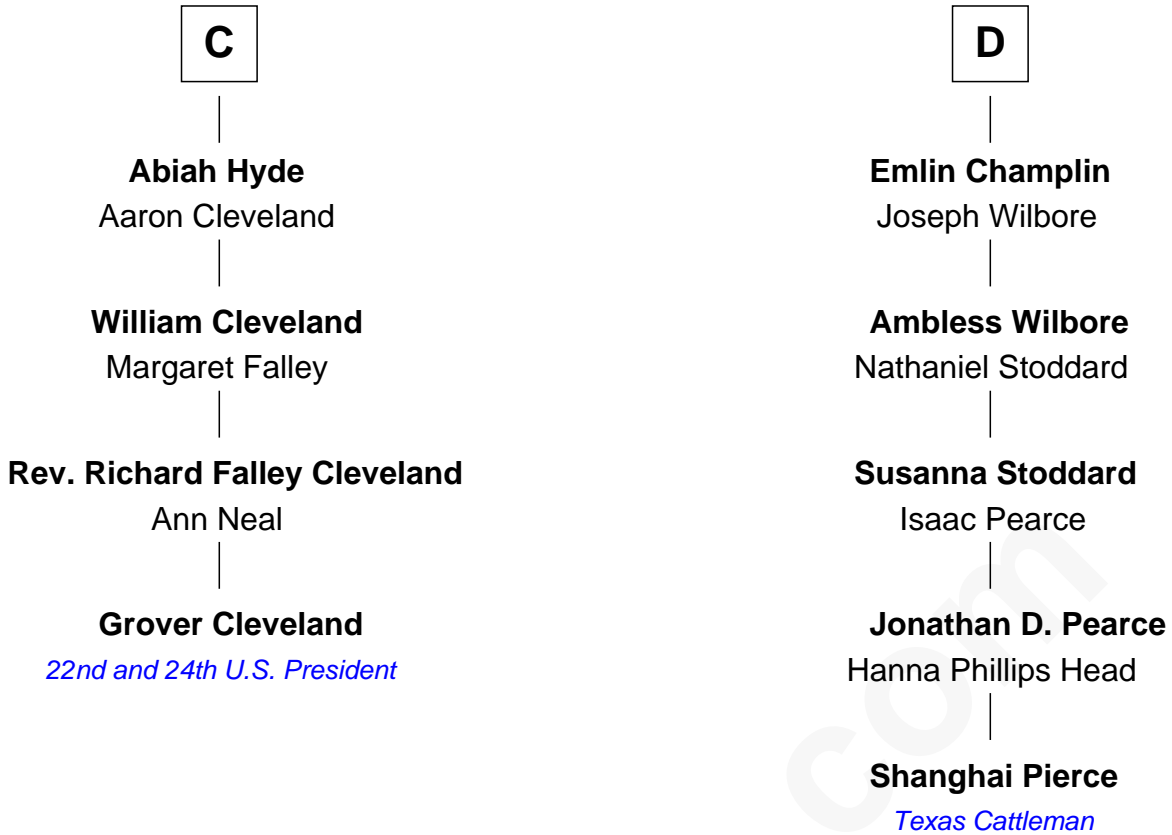 C
Abiah Hyde
Aaron Cleveland
William Cleveland
Margaret Falley
Rev. Richard Falley Cleveland
Ann Neal
Grover Cleveland
22nd and 24th U.S. President
D
Emlin Champlin
Joseph Wilbore
Ambless Wilbore
Nathaniel Stoddard
Susanna Stoddard
Isaac Pearce
Jonathan D. Pearce
Hanna Phillips Head
Shanghai Pierce
Texas Cattleman
com